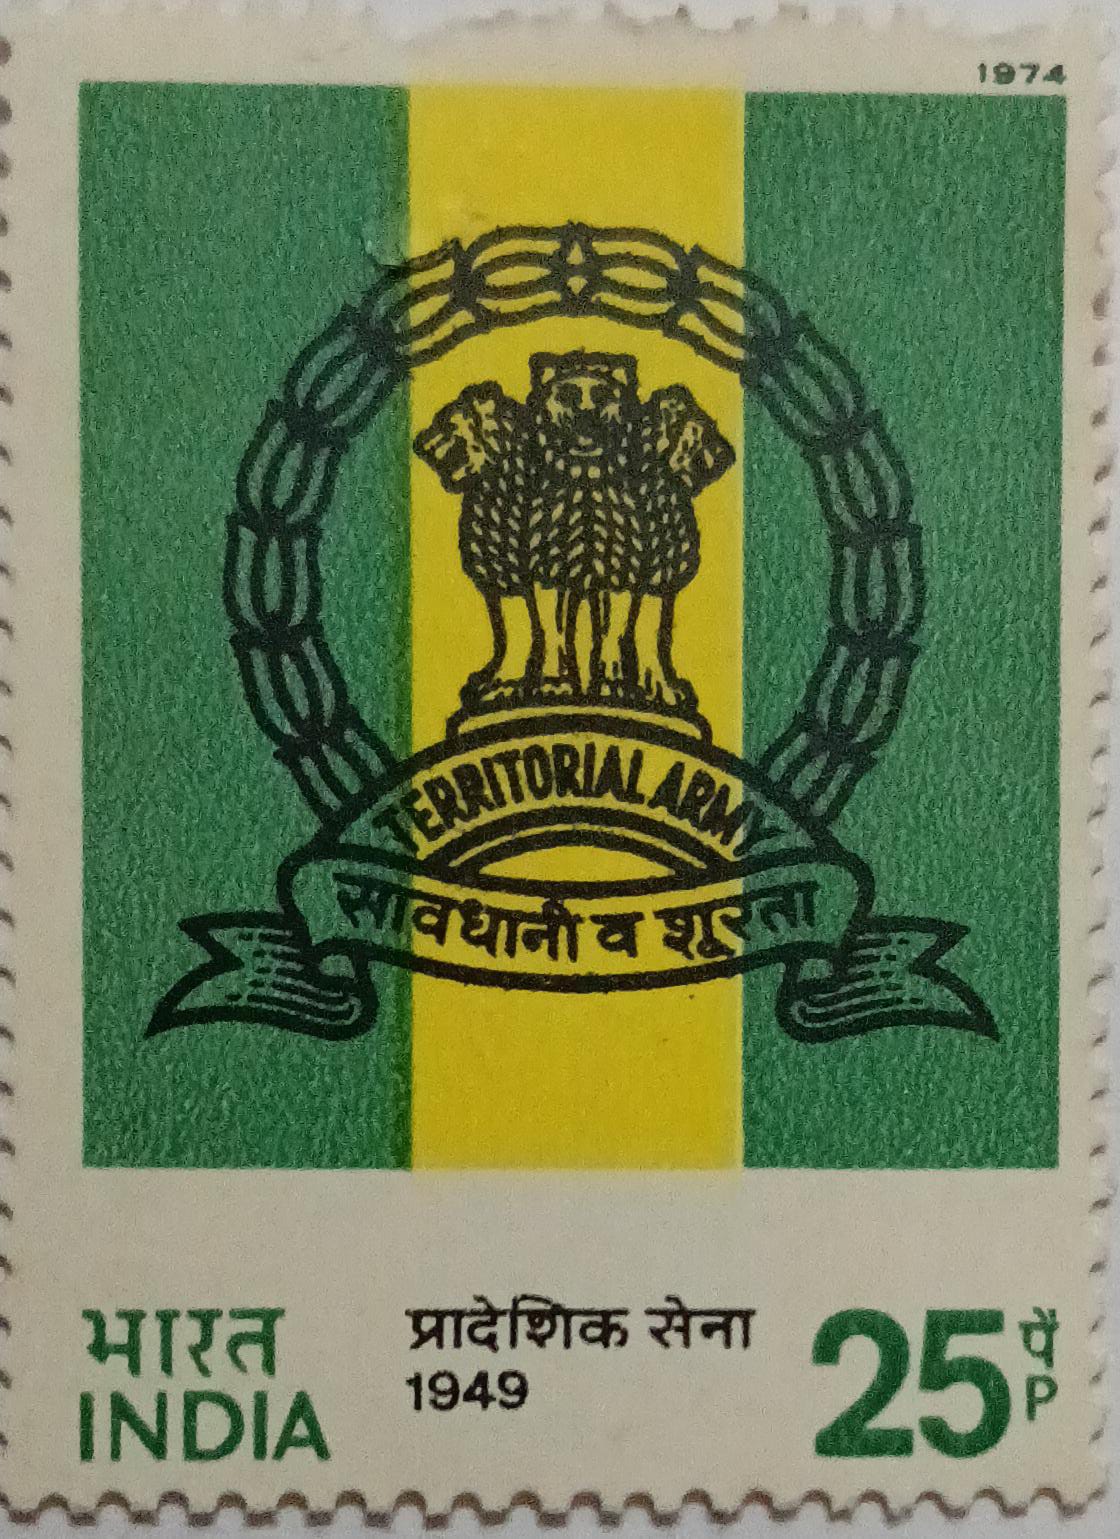 1974
TERRITORIAL ARMY
सावधानी व शूरता
भारत
INDIA
प्रादेशिक सेना
1949
25 पै
P